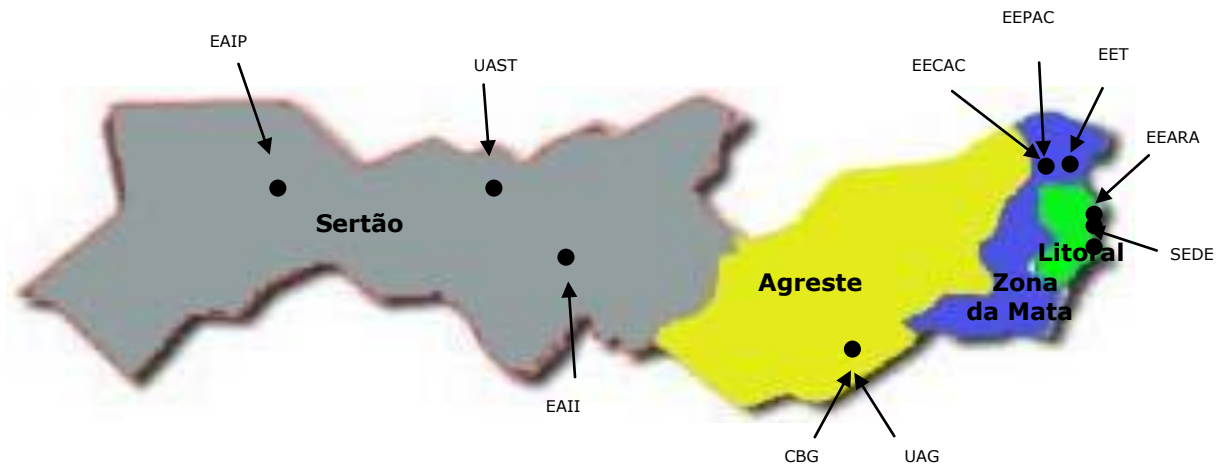 EEPAC
EAIP
EET
UAST
EECAC
EEARA
Sertão
Litoral
SEDE
Agreste
Zona
da Mata
EAII
CBG
UAG